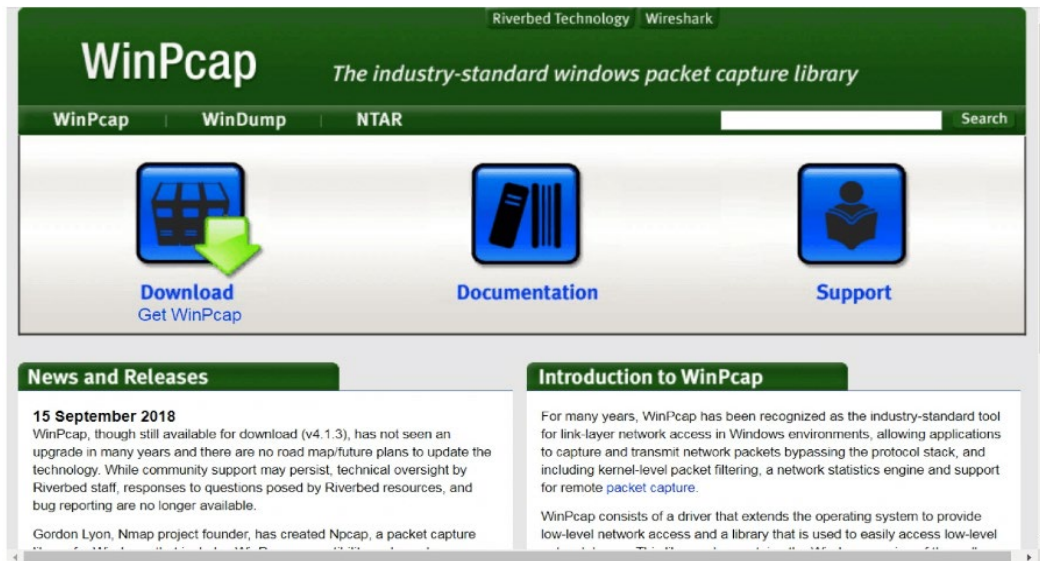 Riverbed Technology Wireshark
WinPcap
The industry-standard windows packet capture library
WinPcap WinDump NTAR Search
Download Documentation Support
Get WinPcap
News and Releases
15 September 2018
WinPcap, though still available for download (v4.1.3), has not seen an
upgrade in many years and there are no road map/future plans to update the
technology. While community support may persist, technical oversight by
Riverbed staff, responses to questions posed by Riverbed resources, and
bug reporting are no longer available.
Gordon Lyon, Nmap project founder, has created Npcap, a packet capture
Introduction to WinPcap
For many years, WinPcap has been recognized as the industry-standard tool
for link-layer network access in Windows environments, allowing applications
to capture and transmit network packets bypassing the protocol stack, and
including kernel-level packet filtering, a network statistics engine and support
for remote packet capture.
WinPcap consists of a driver that extends the operating system to provide
low-level network access and a library that is used to easily access low-level